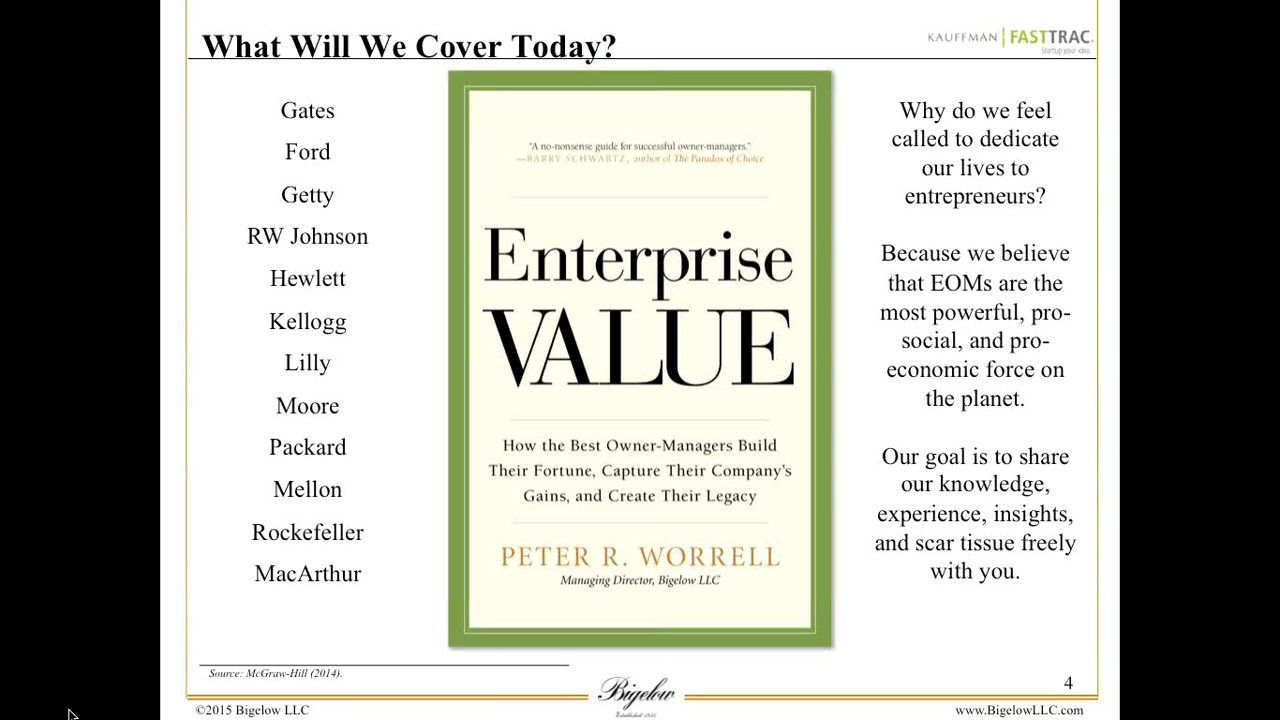 What Will We Cover Today?
KAUFFMAN | FASTTRAC.
Startup your idea.
Gates
Ford
Getty
RW Johnson
Hewlett
Kellogg
Lilly
Moore
Packard
Mellon
Rockefeller
MacArthur
"A no-nonsense guide for successful owner-managers."
—BARRY SCHWARTZ, author of The Paradox of Choice
Enterprise
VALUE
How the Best Owner-Managers Build
Their Fortune, Capture Their Company's
Gains, and Create Their Legacy
PETER R. WORRELL
Managing Director, Bigelow LLC
Why do we feel
called to dedicate
our lives to
entrepreneurs?
Because we believe
that EOMs are the
most powerful, pro-
social, and pro-
economic force on
the planet.
Our goal is to share
our knowledge,
experience, insights,
and scar tissue freely
with you.
Source: McGraw-Hill (2014).
4
©2015 Bigelow LLC
Bigelow
www.BigelowLLC.com